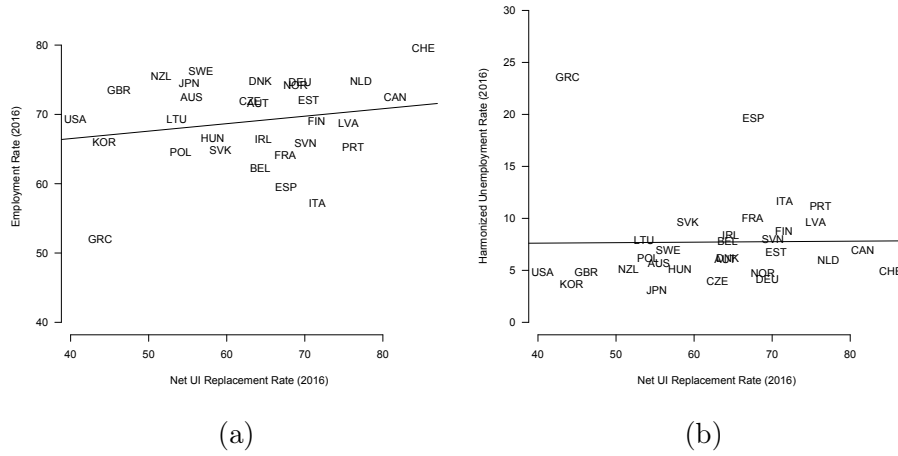 80
70
60
50
40
Employment Rate (2016)
CHE
SWE
NZL
JPN
DNK
DEU
NOR
NLD
GBR
AUS
CZE
AUT
EST
CAN
USA
LTU
FIN
LVA
KOR
HUN
IRL
SVN
PRT
POL
SVK
FRA
BEL
ESP
ITA
GRC
40 50 60 70 80
Net UI Replacement Rate (2016)
(a)
30
25
20
15
10
5
0
Harmonized Unemployment Rate (2016)
GRC
ESP
ITA
PRT
FRA
SVK
LVA
FIN
IRL
LTU
BEL
SVN
SWE
EST
CAN
POL
AUT
DNK
NLD
AUS
NZL
HUN
USA
GBR
NOR
CHE
DEU
CZE
KOR
JPN
40 50 60 70 80
Net UI Replacement Rate (2016)
(b)